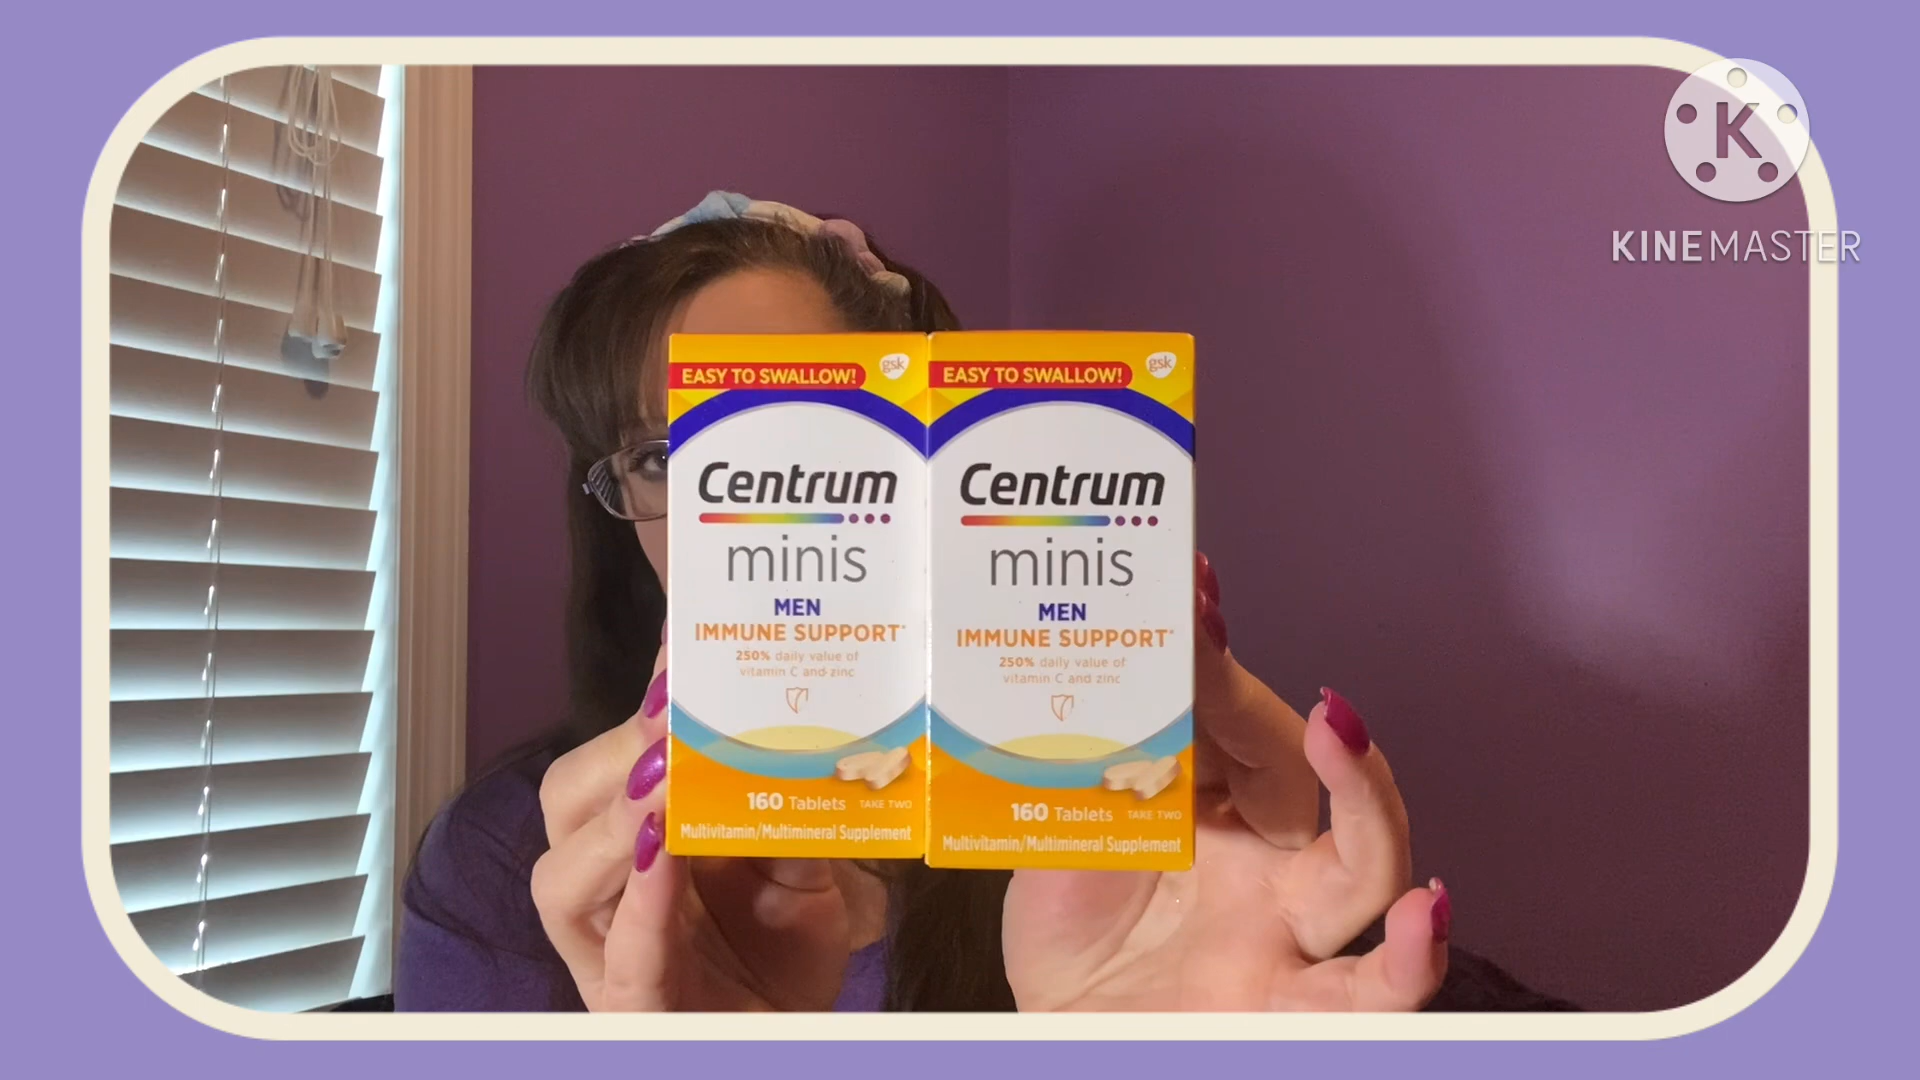 K
KINEMASTER
EASY TO SWALLOW!
gsk
Centrum
minis
MEN
IMMUNE SUPPORT*
250% daily value of
vitamin C and zinc
160 Tablets TAKE TWO
Multivitamin/Multimineral Supplement
EASY TO SWALLOW!
gsk
Centrum
minis
MEN
IMMUNE SUPPORT*
250% daily value of
vitamin C and zinc
160 Tablets TAKE TWO
Multivitamin/Multimineral Supplement